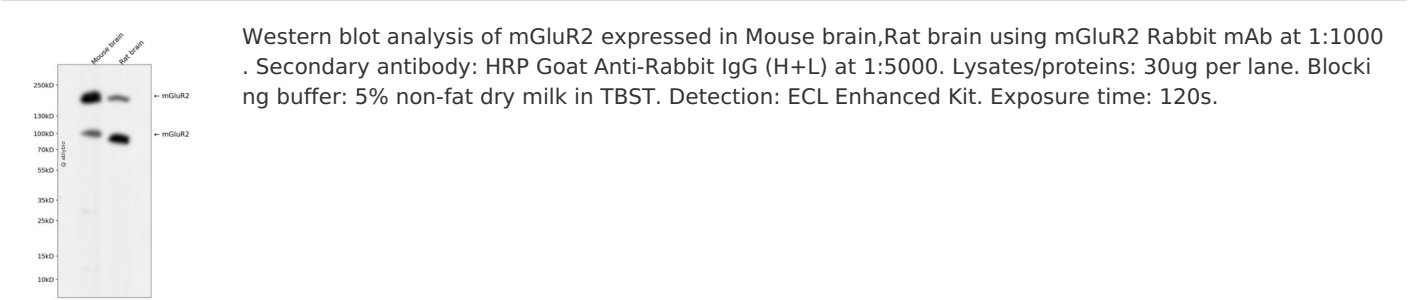 Mouse brain
Rat brain
250kD
130kD
100kD
70kD
55kD
35kD
25kD
15kD
10kD
← mGluR2
← mGluR2
@ ablybio
Western blot analysis of mGluR2 expressed in Mouse brain,Rat brain using mGluR2 Rabbit mAb at 1:1000
. Secondary antibody: HRP Goat Anti-Rabbit IgG (H+L) at 1:5000. Lysates/proteins: 30ug per lane. Blocki
ng buffer: 5% non-fat dry milk in TBST. Detection: ECL Enhanced Kit. Exposure time: 120s.